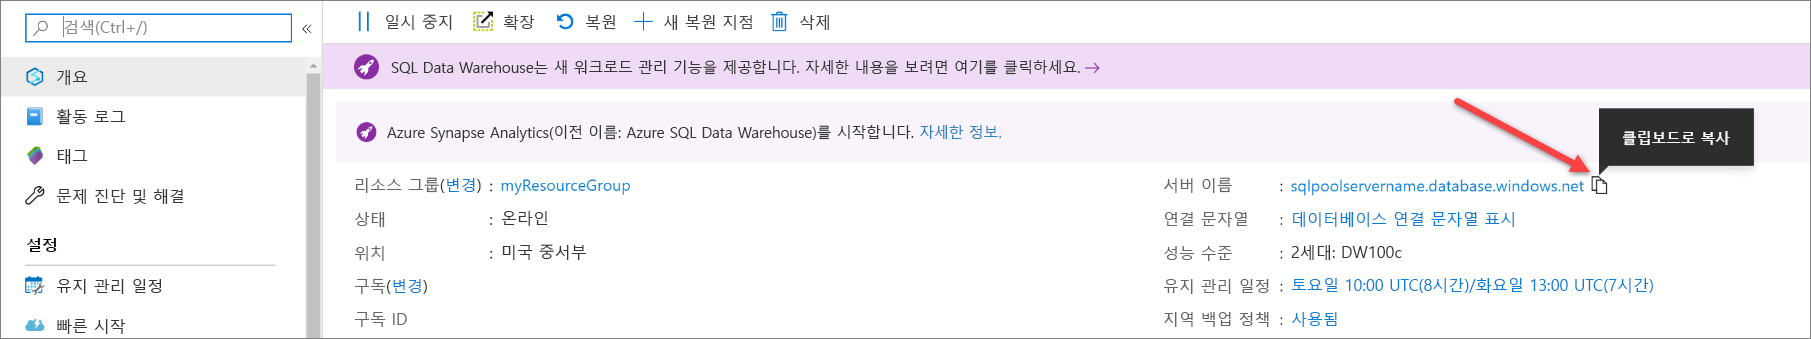 검색(Ctrl+/)
«
개요
활동 로그
태그
문제 진단 및 해결
설정
유지 관리 일정
빠른 시작
일시 중지
확장
복원
새 복원 지점
삭제
SQL Data Warehouse는 새 워크로드 관리 기능을 제공합니다. 자세한 내용을 보려면 여기를 클릭하세요.→
Azure Synapse Analytics(이전 이름: Azure SQL Data Warehouse)를 시작합니다. 자세한 정보.
클립보드로 복사
리소스 그룹(변경) : myResourceGroup
상태 : 온라인
위치 : 미국 중서부
구독(변경)
구독 ID
서버 이름 : sqlpoolservername.database.windows.net
연결 문자열 : 데이터베이스 연결 문자열 표시
성능 수준 : 2세대: DW100c
유지 관리 일정 : 토요일 10:00 UTC(8시간)/화요일 13:00 UTC(7시간)
지역 백업 정책 : 사용됨